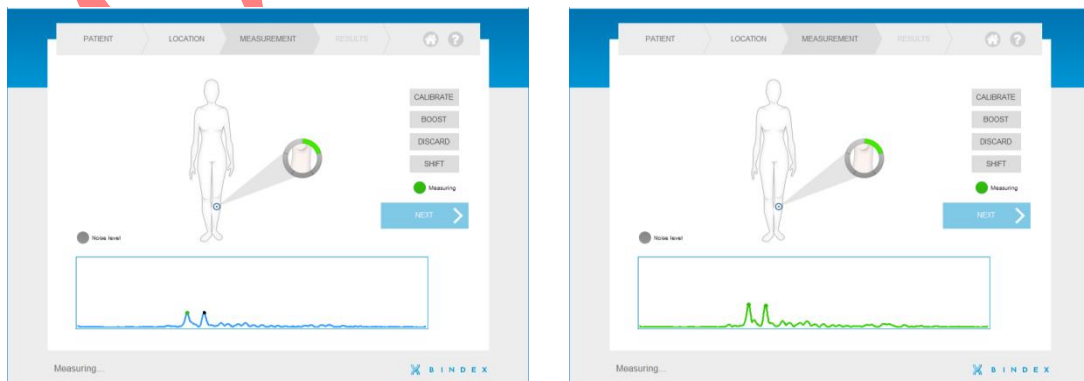 PATIENT LOCATION MEASUREMENT RESULTS ?
CALIBRATE
BOOST
DISCARD
SHIFT
Measuring
NEXT
Noise level
Measuring...
BINDEX
PATIENT LOCATION MEASUREMENT RESULTS ?
CALIBRATE
BOOST
DISCARD
SHIFT
Measuring
NEXT
Noise level
Measuring...
BINDEX